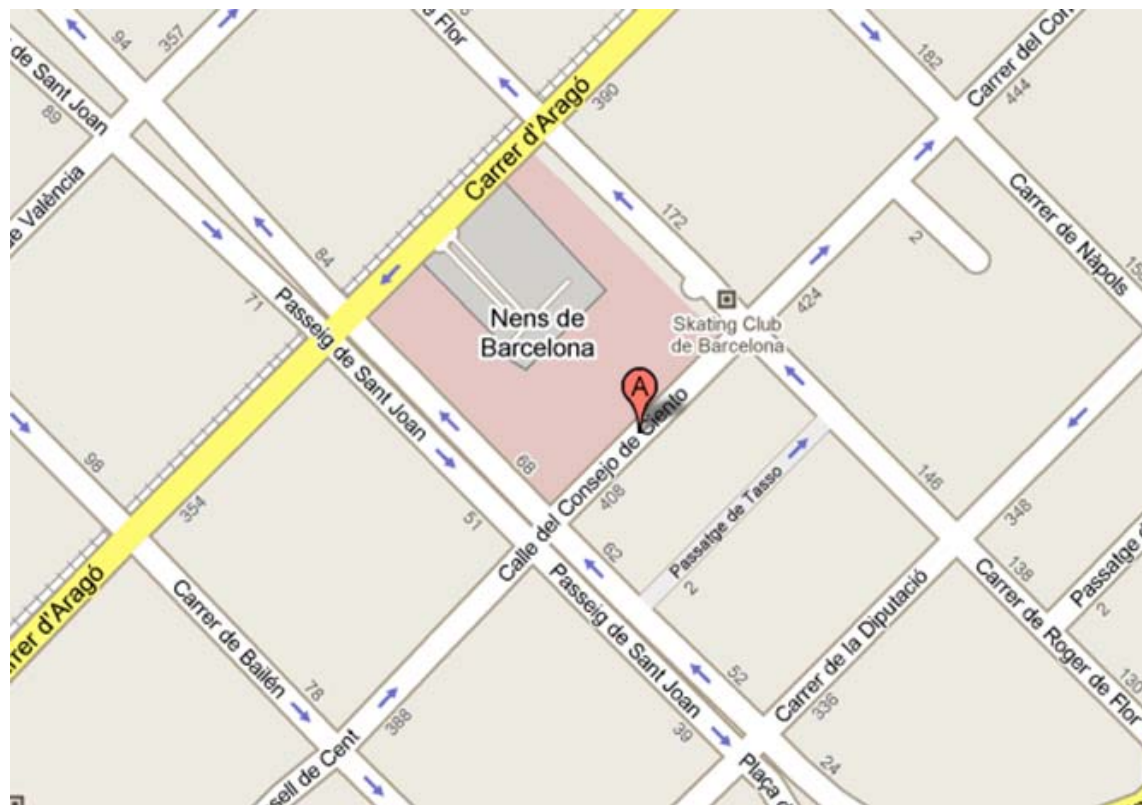 94
357
a Flor
182
Carrer del Con
444
de Sant Joan
89
390
Carrer d'Aragó
de València
172
Carrer de Nàpols
2
84
71
Passeig de Sant Joan
Nens de
Barcelona
Skating Club
de Barcelona
424
A
68
Calle del Consejo de Ciento
408
98
354
51
62
Passatge de Tasso
2
146
348
138
Passatge d
2
Carrer de Bailén
78
Passeig de Sant Joan
52
Carrer de la Diputació
Carrer de Roger de Flor
130
rrer d'Aragó
388
39
336
24
sell de Cent
Plaça d